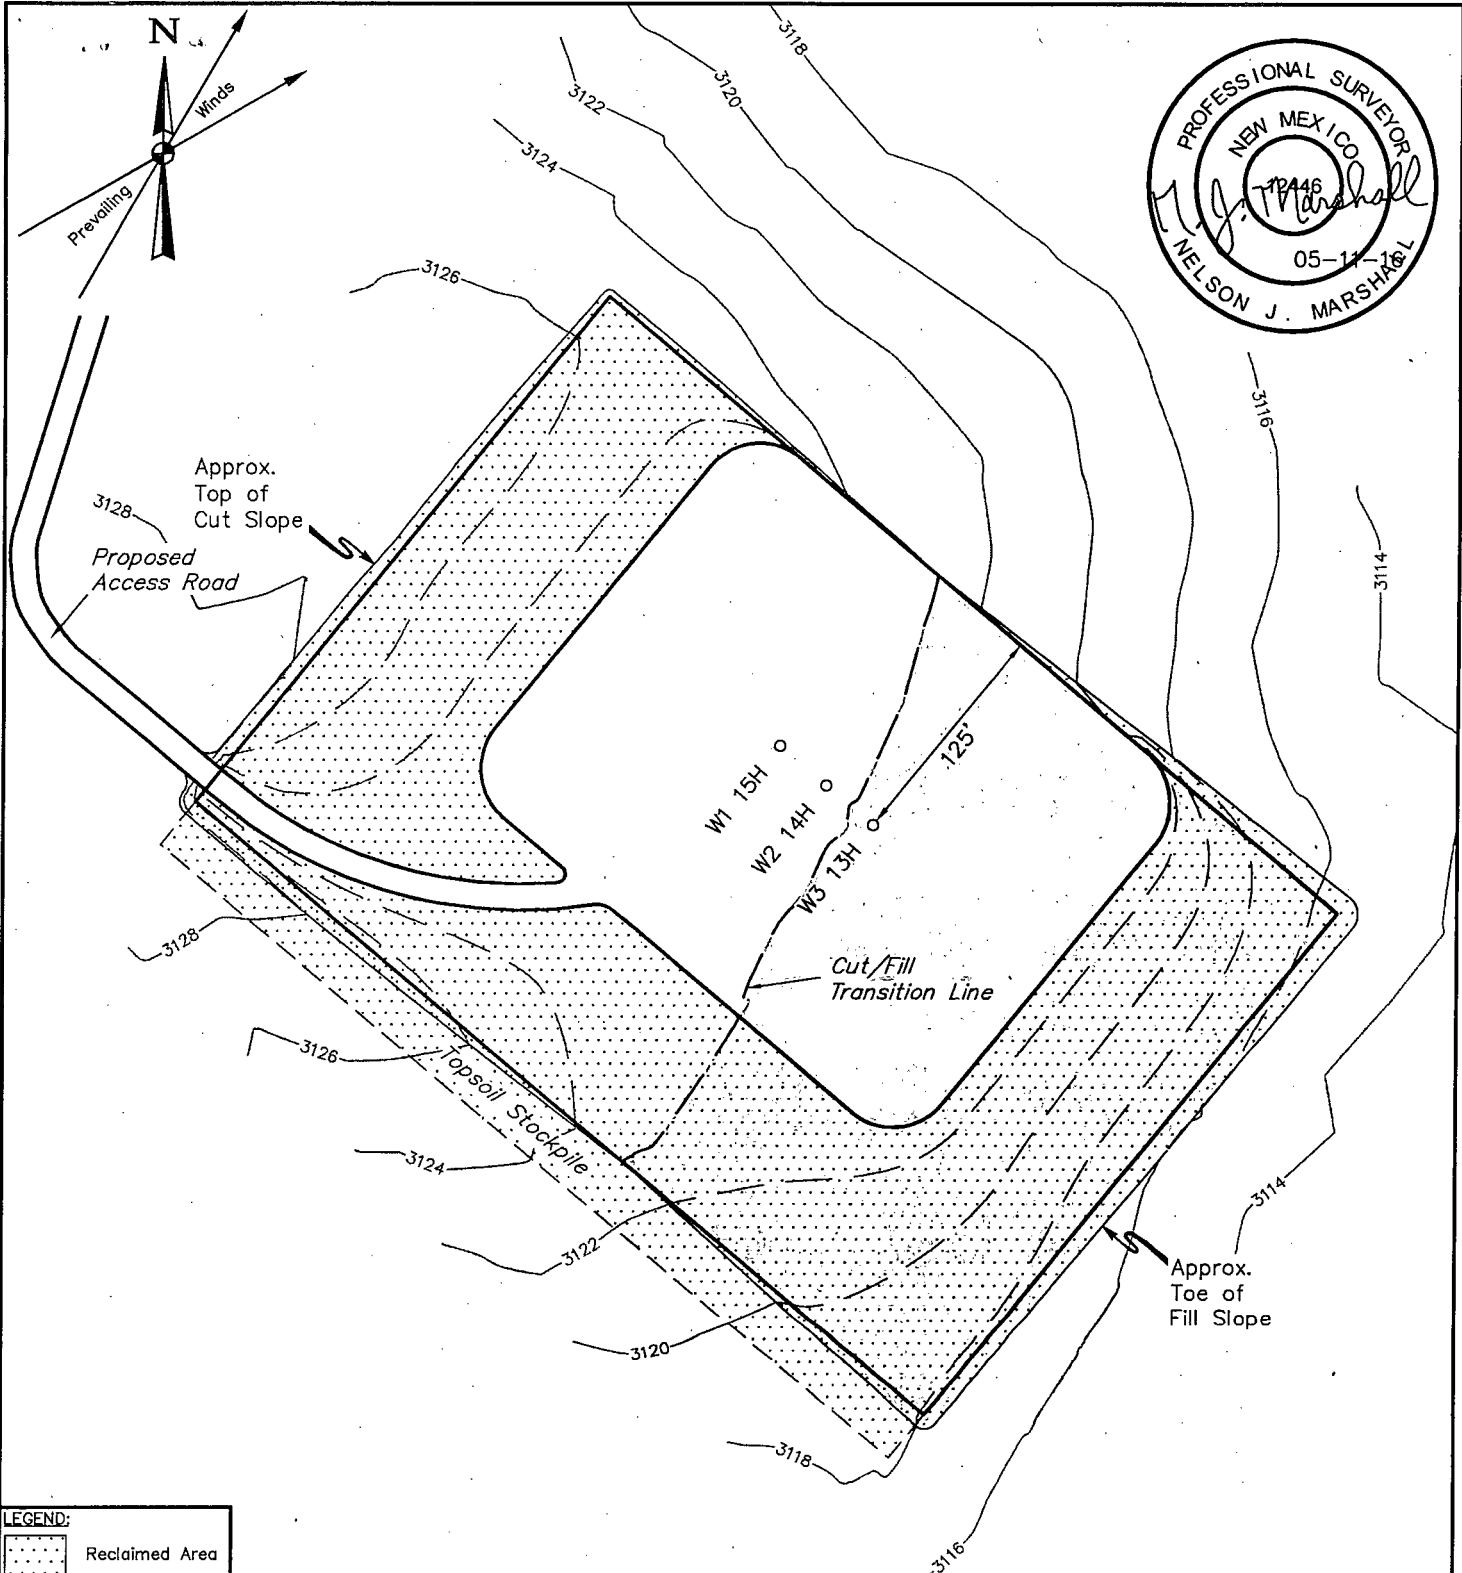 N
Winds
Prevailing
3118
3120
3122
3124
3126
PROFESSIONAL SURVEYOR
NEW MEXICO
12446
N. J. Marshall
05-11-16
NELSON J. MARSHALL
3116
3114
Approx.
Top of
Cut Slope
3128
Proposed
Access Road
125'
W1 15H
W2 14H
W3 13H
Cut/Fill
Transition Line
3128
3126
Topsoil Stockpile
3124
3122
3120
3118
3116
3114
Approx.
Toe of
Fill Slope
LEGEND:
Reclaimed Area